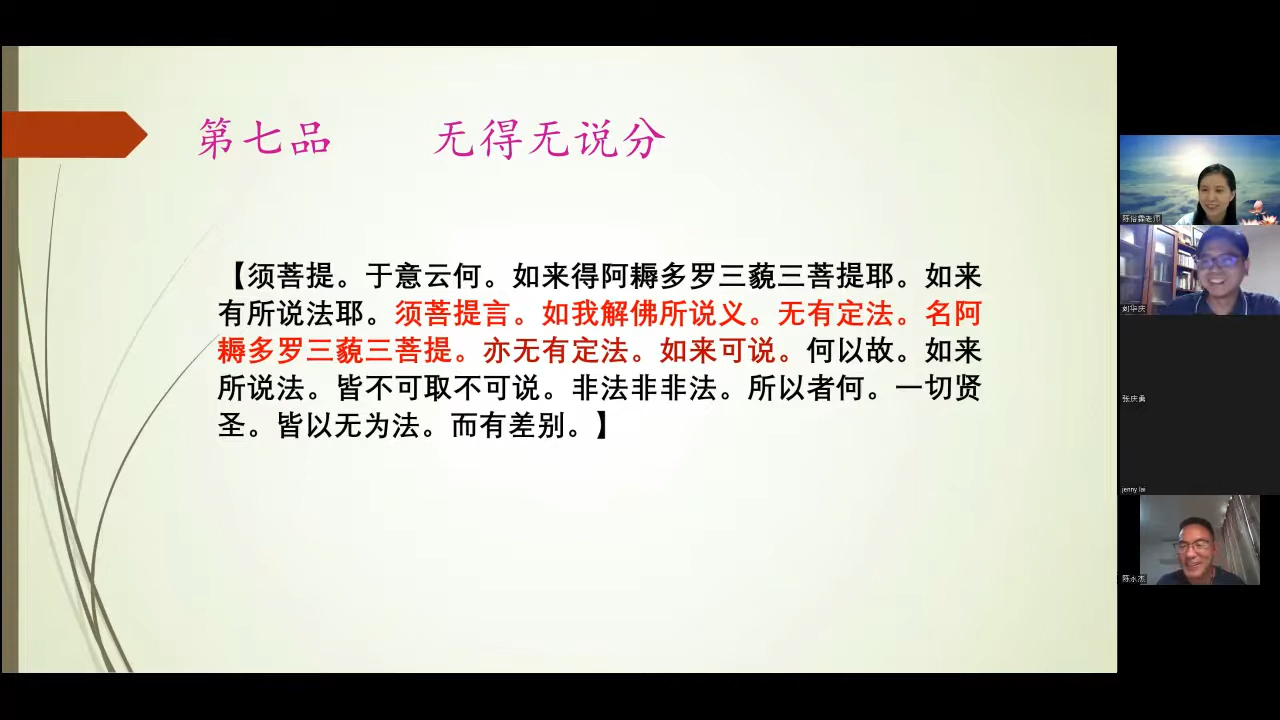 第七品 无得无说分
【须菩提。于意云何。如来得阿耨多罗三藐三菩提耶。如来
有所说法耶。须菩提言。如我解佛所说义。无有定法。名阿
耨多罗三藐三菩提。亦无有定法。如来可说。何以故。如来
所说法。皆不可取不可说。非法非非法。所以者何。一切贤
圣。皆以无为法。而有差别。】
陈俗霖老师
刘华庆
张庆勇
jenny lai
陈永杰